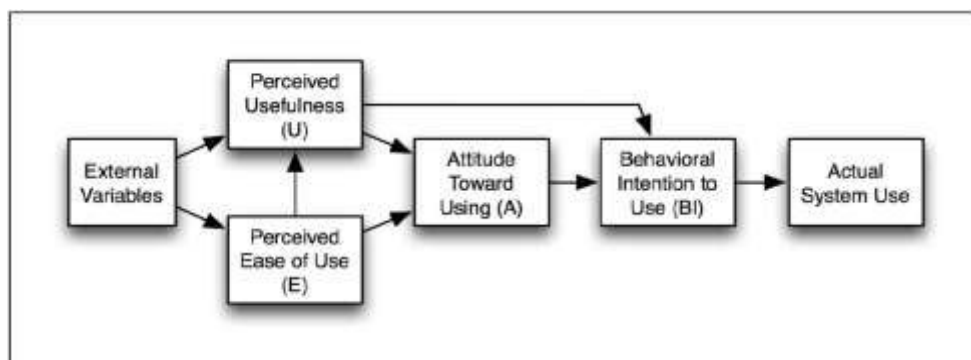 Perceived
Usefulness
(U)
External
Variables
Perceived
Ease of Use
(E)
Attitude
Toward
Using (A)
Behavioral
Intention to
Use (BI)
Actual
System Use